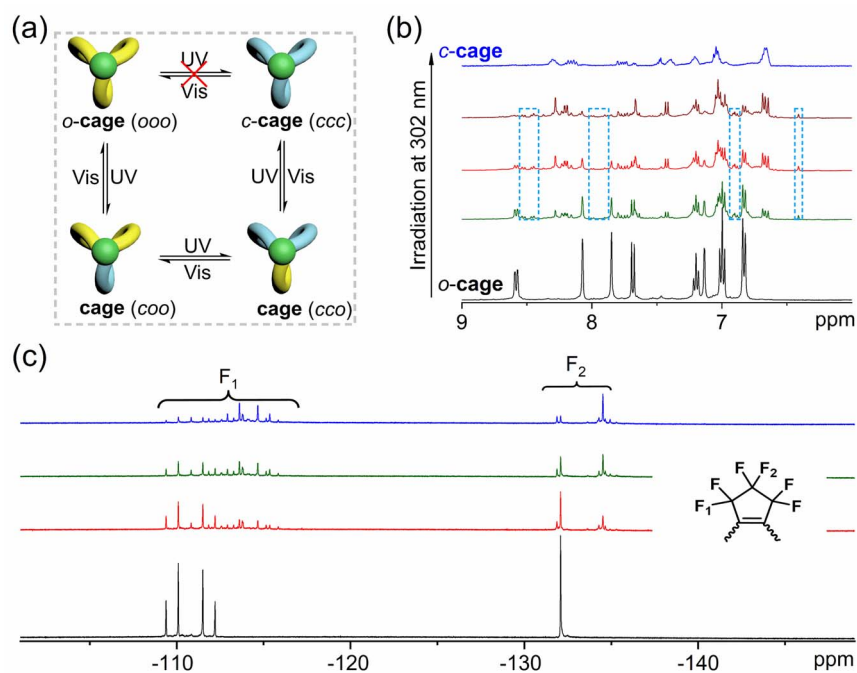 (a)
UV
Vis
o-cage (ooo)
c-cage (ccc)
Vis
UV
UV
Vis
UV
Vis
cage (coo)
cage (cco)
(b)
c-cage
Irradiation at 302 nm
o-cage
9
8
7
ppm
(c)
F₁
F₂
F
F
F₂
F
F₁
F
-110
-120
-130
-140
ppm